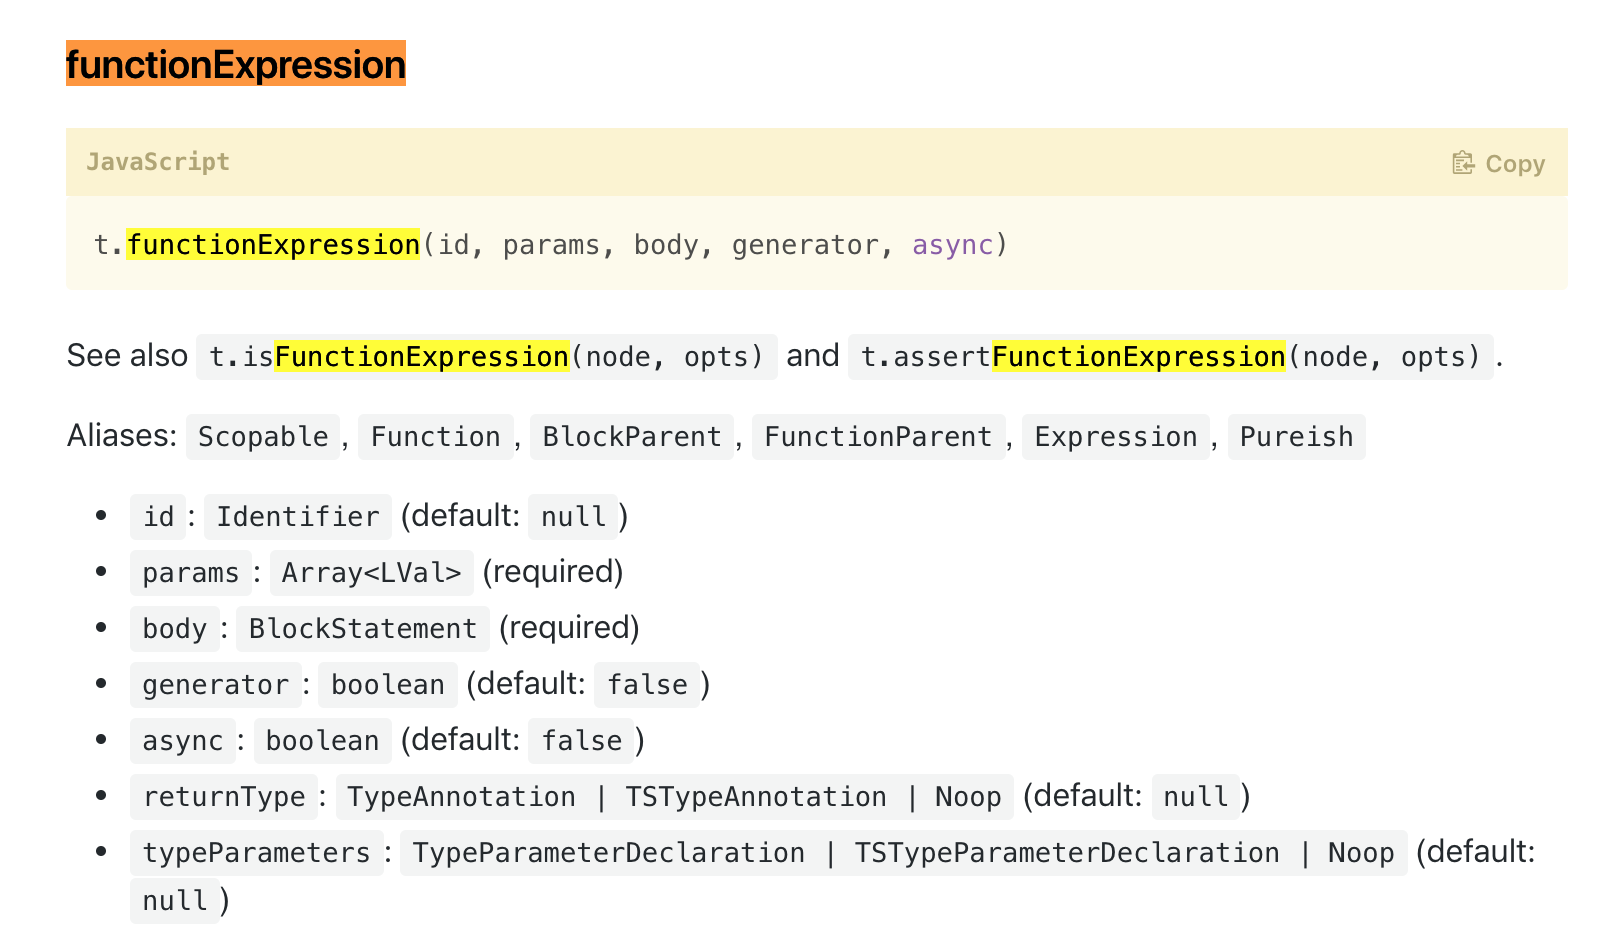 functionExpression
JavaScript
Copy
t.functionExpression(id, params, body, generator, async)
See also t.isFunctionExpression(node, opts) and t.assertFunctionExpression(node, opts).
Aliases: Scopable, Function, BlockParent, FunctionParent, Expression, Pureish
• id: Identifier (default: null)
• params: Array<LVal> (required)
• body: BlockStatement (required)
• generator: boolean (default: false)
• async: boolean (default: false)
• returnType: TypeAnnotation | TSTypeAnnotation | Noop (default: null)
• typeParameters: TypeParameterDeclaration | TSTypeParameterDeclaration | Noop (default:
null)